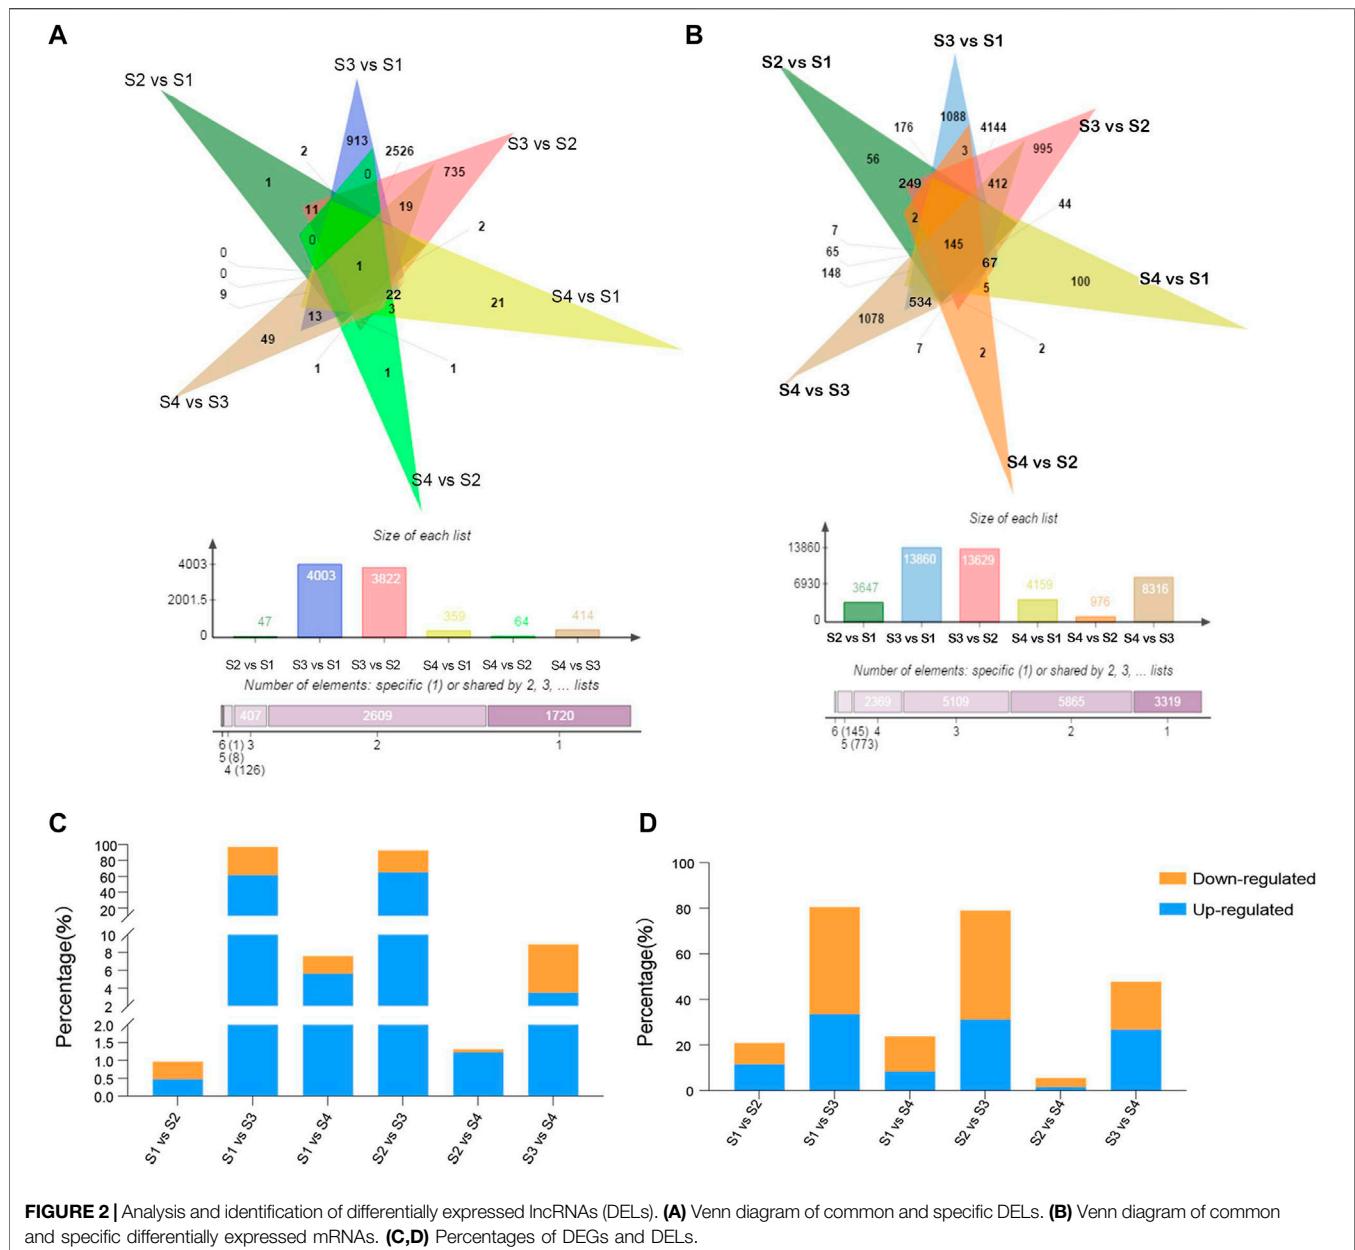 A
S2 vs S1
S3 vs S1
S3 vs S2
S4 vs S1
S4 vs S2
S4 vs S3
913
2526
2
0
735
1
11
19
2
0
0
1
0
9
22
3
21
13
49
1
1
1
Size of each list
4003
2001.5
0
47
4003
3822
359
64
414
S2 vs S1 S3 vs S1 S3 vs S2 S4 vs S1 S4 vs S2 S4 vs S3
Number of elements: specific (1) or shared by 2, 3, ... lists
407 2609 1720
6 (1) 3 2 1
5 (8)
4 (126)
B
S3 vs S1
S2 vs S1
S3 vs S2
S4 vs S1
S4 vs S3
S4 vs S2
1088
176
4144
3
995
56
249
412
44
2
7
145
65
67
148
5
100
534
1078
7
2
2
Size of each list
13860
6930
0
3647
13860
13629
4159
976
8316
S2 vs S1 S3 vs S1 S3 vs S2 S4 vs S1 S4 vs S2 S4 vs S3
Number of elements: specific (1) or shared by 2, 3, ... lists
2369 5109 5865 3319
6 (145) 4 3 2 1
5 (773)
C
Percentage(%)
100
80
60
40
20
10
8
6
4
2
2.0
1.5
1.0
0.5
0.0
S1 vs S2
S1 vs S3
S1 vs S4
S2 vs S3
S2 vs S4
S3 vs S4
D
Percentage(%)
100
80
60
40
20
0
S1 vs S2
S1 vs S3
S1 vs S4
S2 vs S3
S2 vs S4
S3 vs S4
Down-regulated
Up-regulated
FIGURE 2 | Analysis and identification of differentially expressed lncRNAs (DELs). (A) Venn diagram of common and specific DELs. (B) Venn diagram of common
and specific differentially expressed mRNAs. (C,D) Percentages of DEGs and DELs.